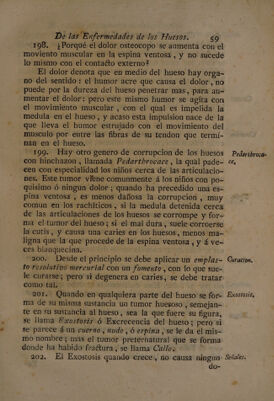 De las Enfermedades de los Huesos. 59
198. ¿Porqué el dolor osteocopo se aumenta con el
moviento muscular en la espina ventosa, y no sucede
lo mismo con el contacto externo?
El dolor denota que en medio del hueso hay orga-
no del sentido: el humor acre que causa el dolor, no
puede por la dureza del hueso penetrar mas, para au-
mentar el dolor: pero este mismo humor se agita con
el movimiento muscular, con el qual es impelida la
medula en el hueso, y acaso esta impulsion nace de la
que lleva el humor estrujado con el movimiento del
musculo por entre las fibras de su tendon que termi-
nan en el hueso.
199. Hay otro genero de corrupcion de los huesos
con hinchazon, llamada Pedarthrocace, la qual pade-
cen con especialidad los niños cerca de las articulacio-
nes. Este tumor viene comunmente á los niños con po-
quisimo ó ningun dolor; quando ha precedido una es-
pina ventosa, es menos dañosa la corrupcion, muy
comun en los rachîticos, si la medula detenida cerca
de las articulaciones de los huesos se corrompe y for-
ma el tumor del hueso; si el mal dura, suele corroerse
la cutis, y causa una caries en los huesos, menos ma-
ligna que la que procede de la espina ventosa, y á ve-
ces blanquecina.
Pedarthroca-
ce.
200. Desde el principio se debe aplicar un emplas-
to resolutivo mercurial con un fomento, con lo que sue-
le curarse; pero si degenera en caries, se debe tratar
como tal.
Curacion.
201. Quando en qualquiera parte del hueso se for-
ma de su misma sustancia un tumor huesoso, semejan-
te en su sustancia al hueso, sea la que fuere su figura,
se llama Exostosis ó Excrecencia del hueso; pero si
se parece á un cuerno, nudo, ó espina, se le da el mis-
mo nombre; mas el tumor preternatural que se forma
donde ha habido fractura, se llama Callo.
Exostosis.
202. El Exostosis quando crece, no causa ningun
Señales.
do-